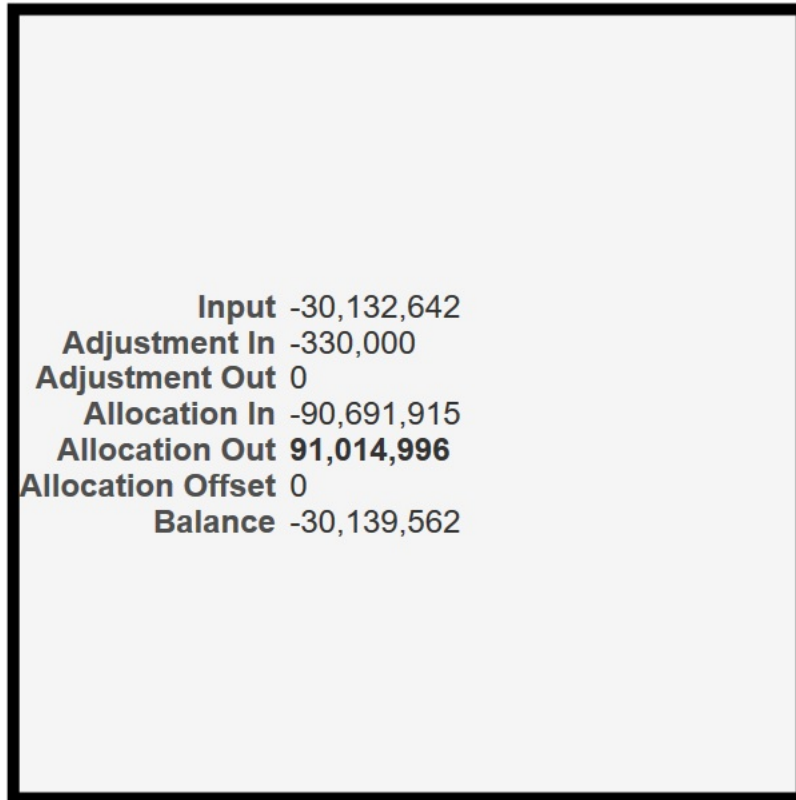 Input -30,132,642
Adjustment In -330,000
Adjustment Out 0
Allocation In -90,691,915
Allocation Out 91,014,996
Allocation Offset 0
Balance -30,139,562